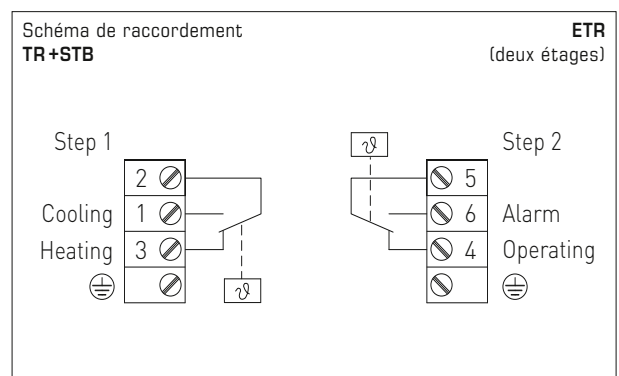 Schéma de raccordement
TR+STB
ETR
(deux étages)
Step 1
2
Cooling 1
Heating 3
ϑ
ϑ
Step 2
5
6 Alarm
4 Operating